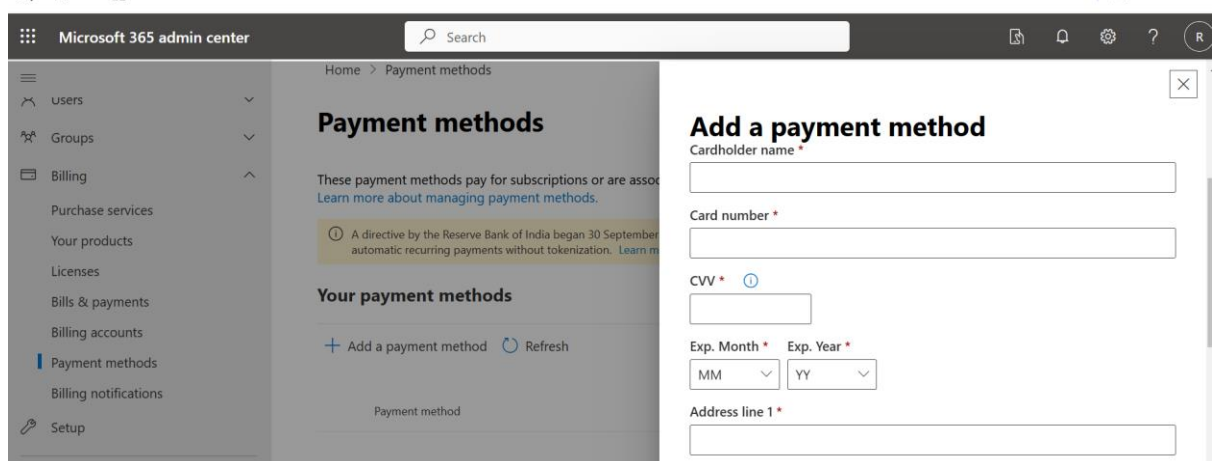 Microsoft 365 admin center
Search
R
Users
Groups
Billing
Purchase services
Your products
Licenses
Bills & payments
Billing accounts
Payment methods
Billing notifications
Setup
Home > Payment methods
Payment methods
These payment methods pay for subscriptions or are assoc
Learn more about managing payment methods.
A directive by the Reserve Bank of India began 30 September
automatic recurring payments without tokenization. Learn m
Your payment methods
+ Add a payment method Refresh
Payment method
Add a payment method
Cardholder name *
Card number *
CVV *
Exp. Month * Exp. Year *
MM YY
Address line 1 *